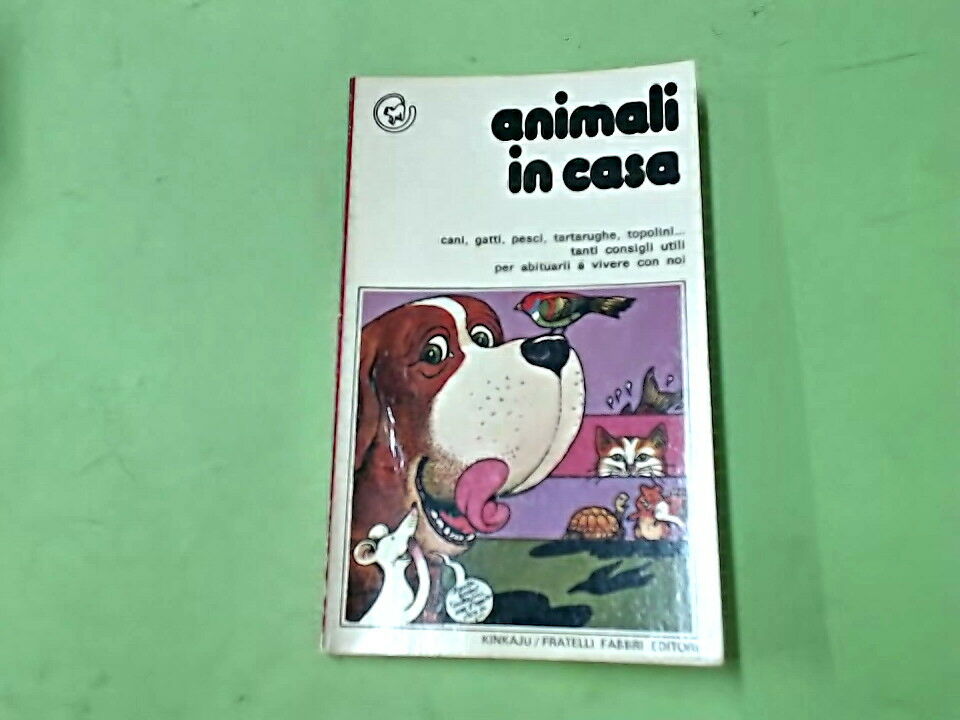 animali
in casa
cani, gatti, pesci, tartarughe, topolini...
tanti consigli utili
per abituarli a vivere con noi
KINKAJU/FRATELLI FABBRI EDITORI